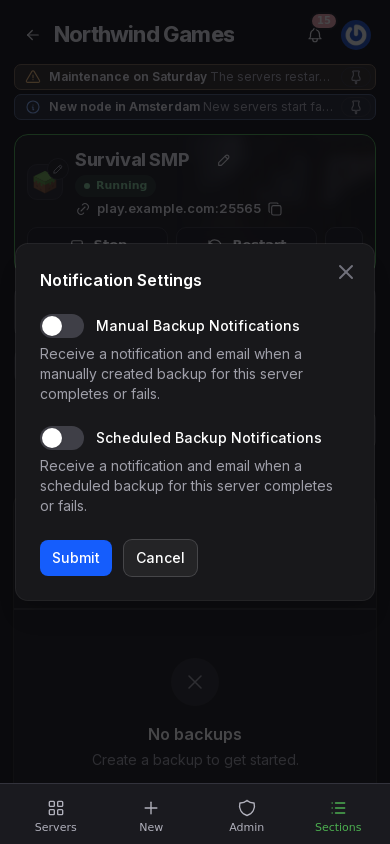 Northwind Games
15
Maintenance on Saturday The servers restar...
New node in Amsterdam New servers start fa...
Survival SMP
Running
play.example.com:25565
Stop
Restart
Notification Settings
Manual Backup Notifications
Receive a notification and email when a
manually created backup for this server
completes or fails.
Scheduled Backup Notifications
Receive a notification and email when a
scheduled backup for this server completes
or fails.
Submit
Cancel
No backups
Create a backup to get started.
Servers
New
Admin
Sections